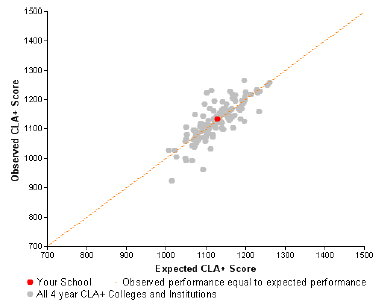 1500
1400
1300
1200
1100
1000
900
800
700
Observed CLA+ Score
700 800 900 1000 1100 1200 1300 1400 1500
Expected CLA+ Score
Your School - Observed performance equal to expected performance
All 4 year CLA+ Colleges and Institutions